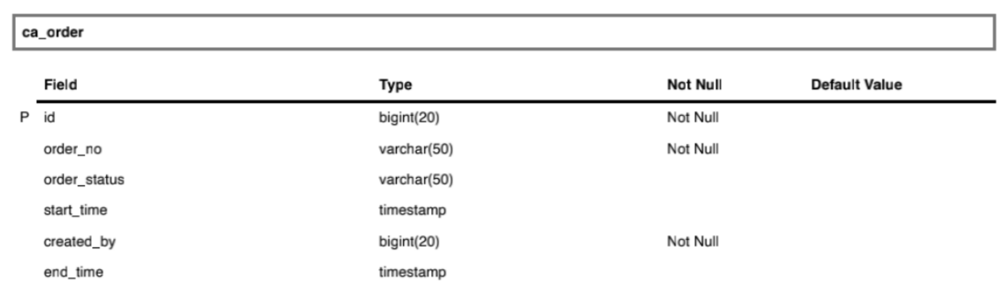 ca_order
Field Type Not Null Default Value
P id bigint(20) Not Null
order_no varchar(50) Not Null
order_status varchar(50)
start_time timestamp
created_by bigint(20) Not Null
end_time timestamp